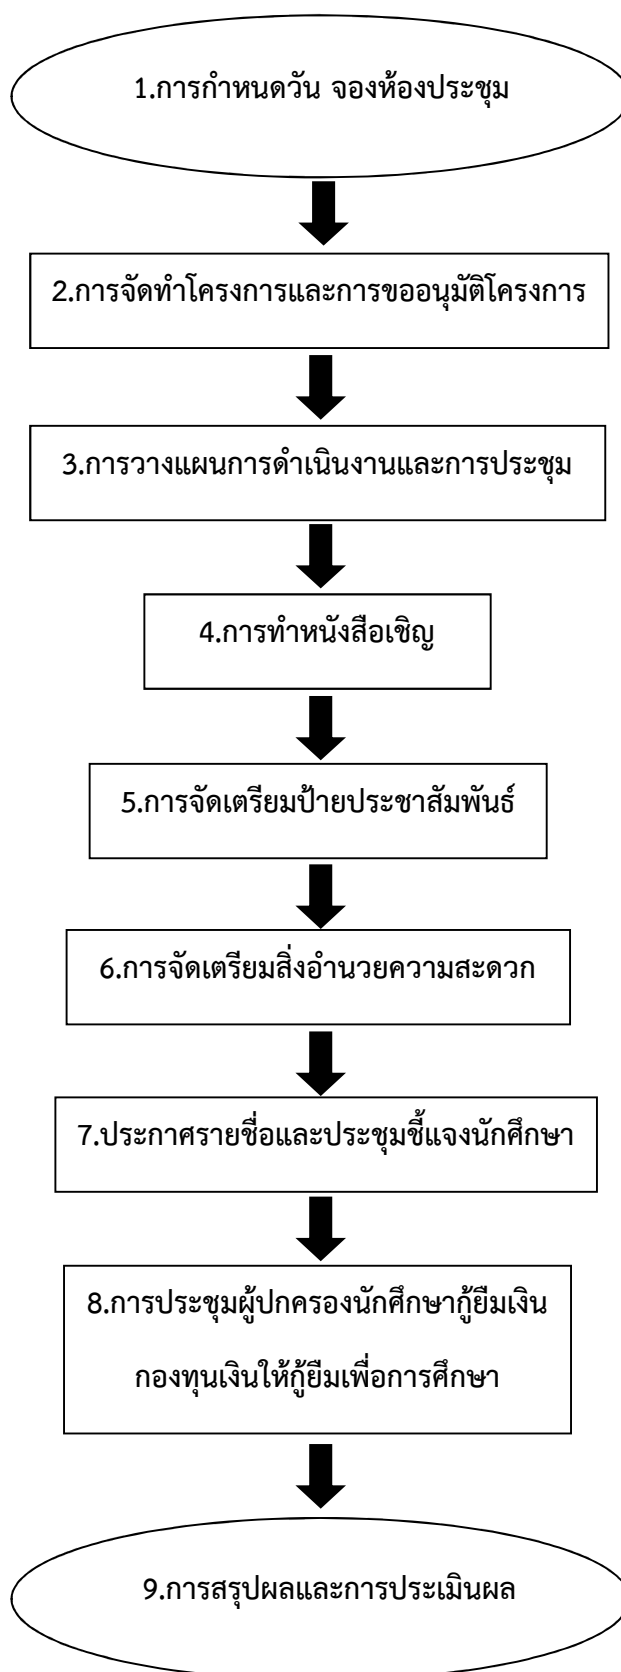 1.การกำหนดวัน จองห้องประชุม
2.การจัดทำโครงการและการขออนุมัติโครงการ
3.การวางแผนการดำเนินงานและการประชุม
4.การทำหนังสือเชิญ
5.การจัดเตรียมป้ายประชาสัมพันธ์
6.การจัดเตรียมสิ่งอำนวยความสะดวก
7.ประกาศรายชื่อและประชุมชี้แจงนักศึกษา
8.การประชุมผู้ปกครองนักศึกษากู้ยืมเงิน
กองทุนเงินให้กู้ยืมเพื่อการศึกษา
9.การสรุปผลและการประเมินผล